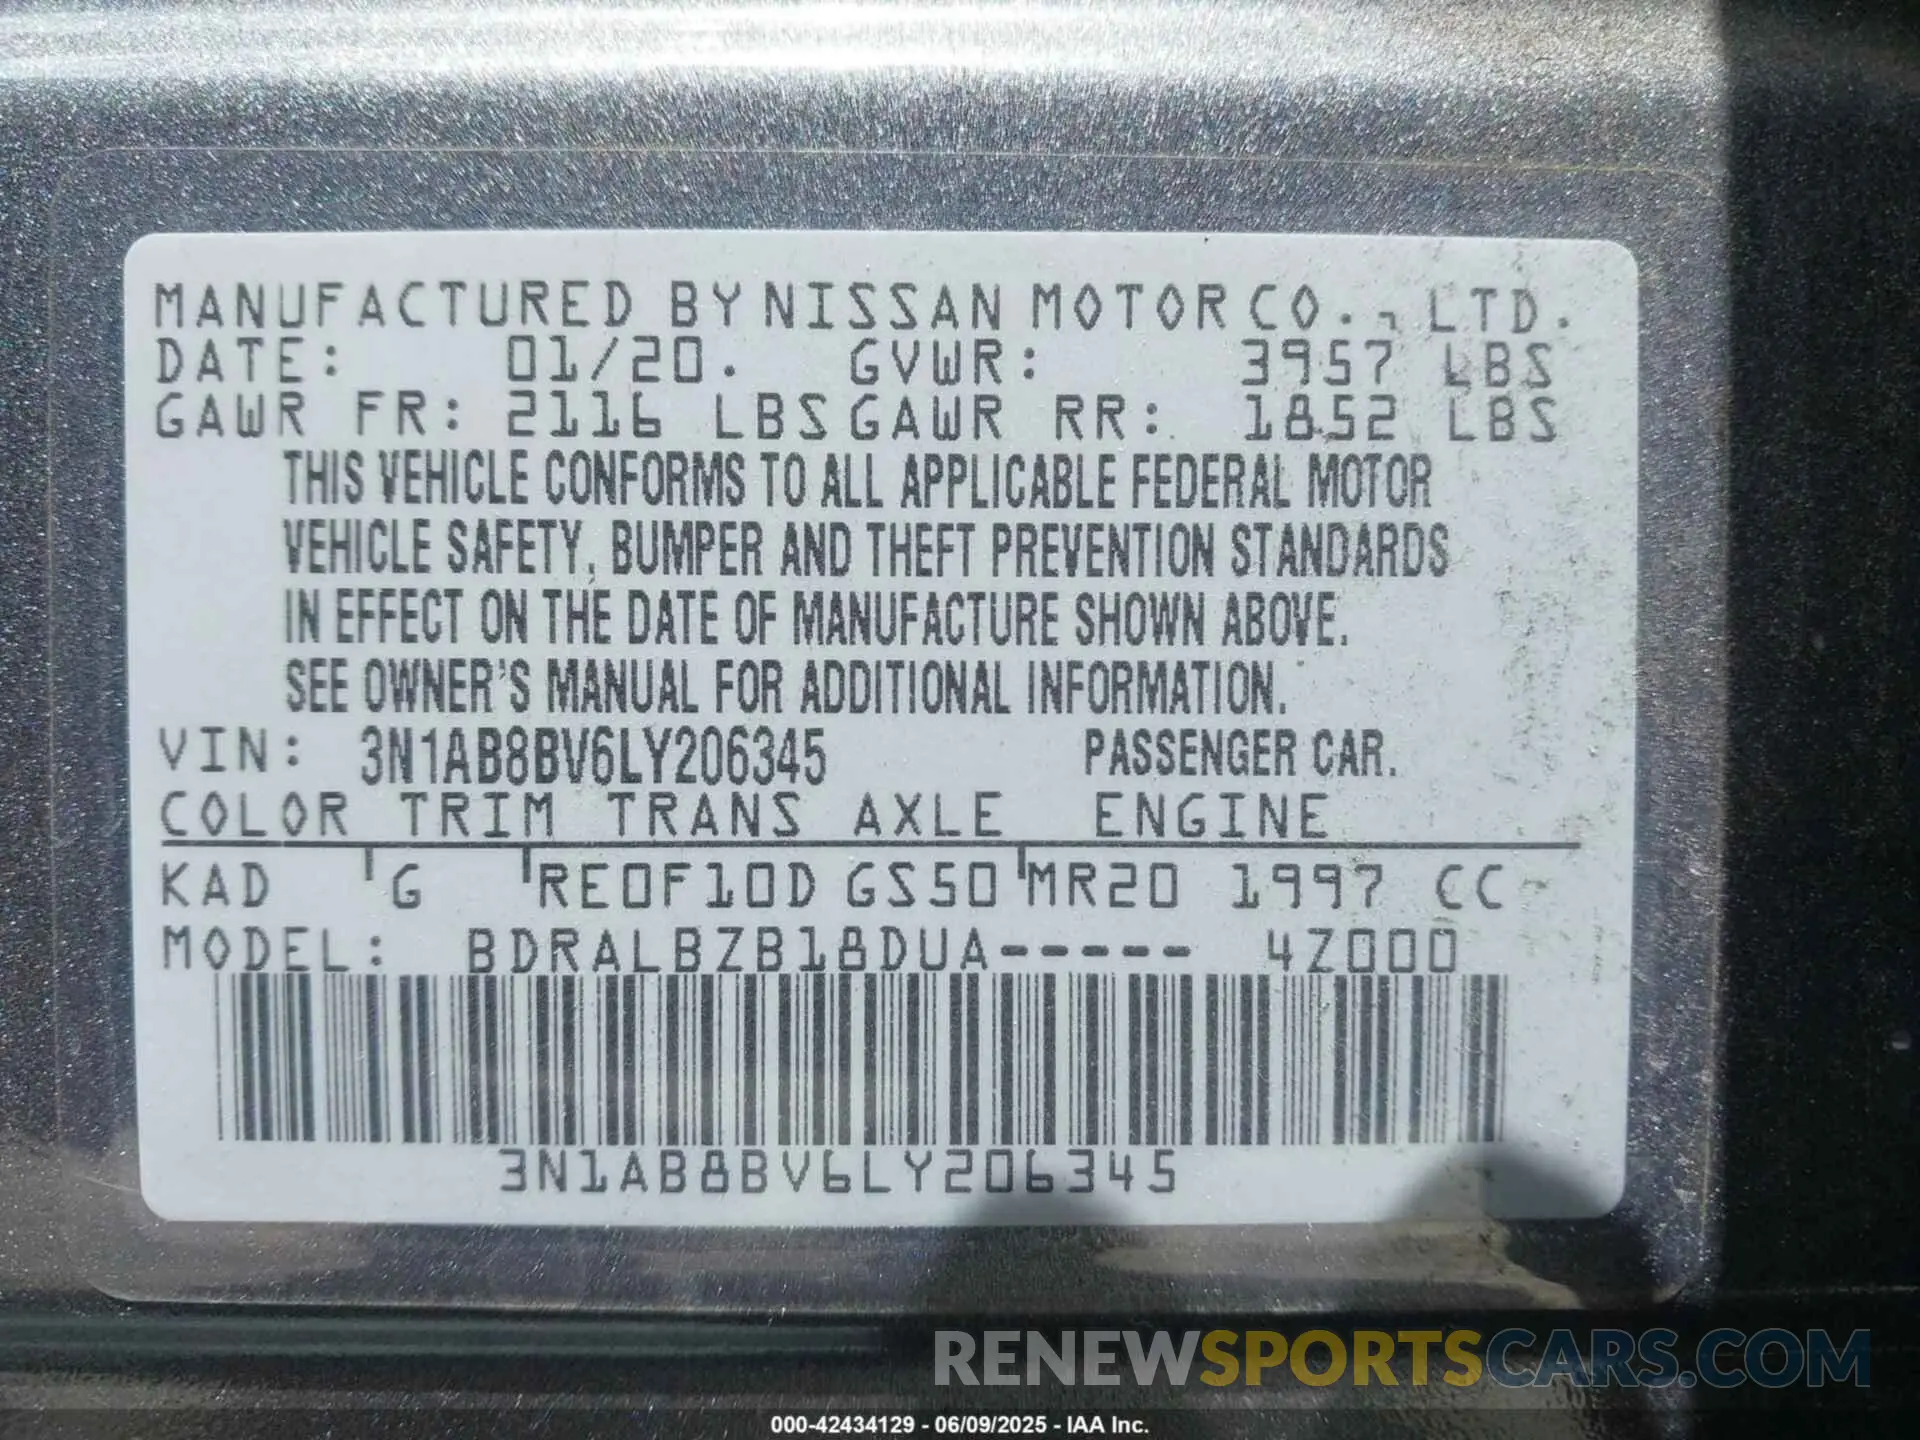 MANUFACTURED BY NISSAN MOTOR CO., LTD.
DATE: 01/20. GVWR: 3957 LBS
GAWR FR: 2116 LBS GAWR RR: 1852 LBS
THIS VEHICLE CONFORMS TO ALL APPLICABLE FEDERAL MOTOR
VEHICLE SAFETY, BUMPER AND THEFT PREVENTION STANDARDS
IN EFFECT ON THE DATE OF MANUFACTURE SHOWN ABOVE.
SEE OWNER'S MANUAL FOR ADDITIONAL INFORMATION.
VIN: 3N1AB8BV6LY206345 PASSENGER CAR.
COLOR TRIM TRANS AXLE ENGINE
KAD G RE0F10D GS50 MR20 1997 CC
MODEL: BDRALBZB18DUA----- 4Z000
3N1AB8BV6LY206345
RENEWSPORTSCARS.COM
000-42434129 - 06/09/2025 - IAA Inc.